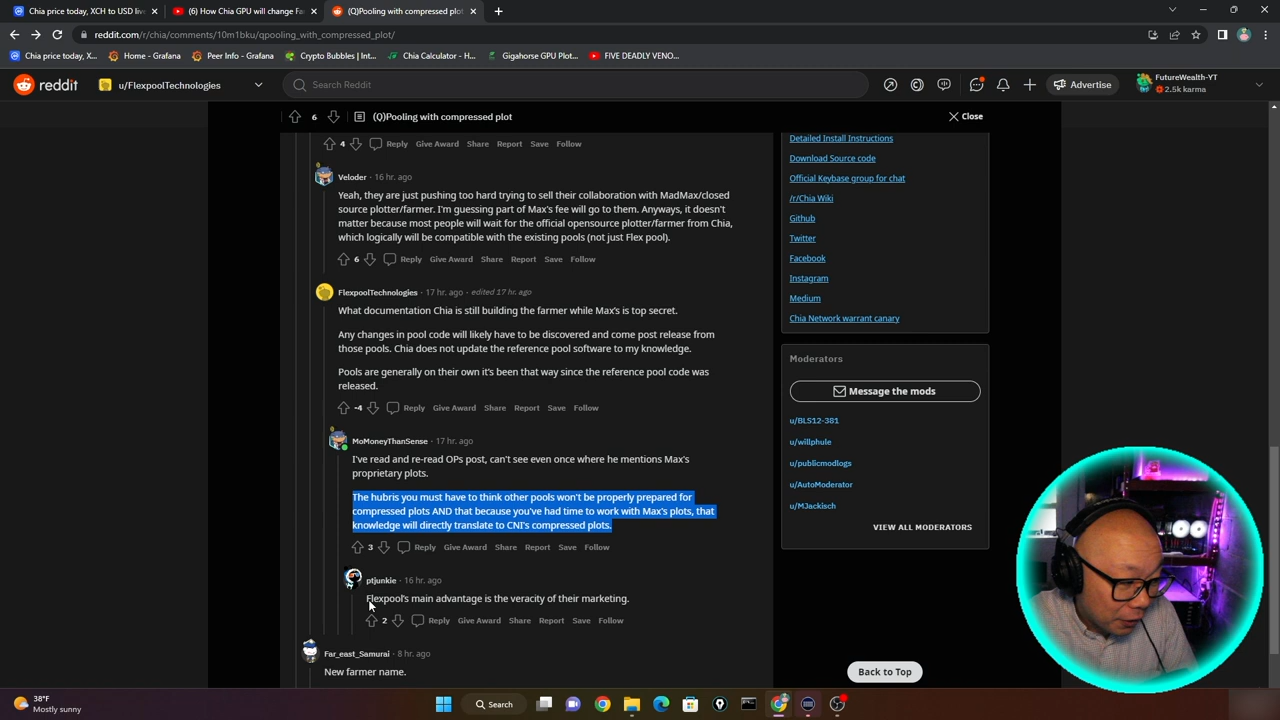 Chia price today, XCH to USD liv
(6) How Chia GPU will change Fa
(Q)Pooling with compressed plot
reddit.com/r/chia/comments/10m1bku/qpooling_with_compressed_plot/
Chia price today, X...
Home - Grafana
Peer Info - Grafana
Crypto Bubbles | Int...
Chia Calculator - H...
Gigahorse GPU Plot...
FIVE DEADLY VENO...
reddit
u/FlexpoolTechnologies
Search Reddit
Advertise
FutureWealth-YT
2.5k karma
6
(Q)Pooling with compressed plot
Close
4 Reply Give Award Share Report Save Follow
Veloder · 16 hr. ago
Yeah, they are just pushing too hard trying to sell their collaboration with MadMax/closed
source plotter/farmer. I'm guessing part of Max's fee will go to them. Anyways, it doesn't
matter because most people will wait for the official opensource plotter/farmer from Chia,
which logically will be compatible with the existing pools (not just Flex pool).
6 Reply Give Award Share Report Save Follow
FlexpoolTechnologies · 17 hr. ago · edited 17 hr. ago
What documentation Chia is still building the farmer while Max's is top secret.
Any changes in pool code will likely have to be discovered and come post release from
those pools. Chia does not update the reference pool software to my knowledge.
Pools are generally on their own it's been that way since the reference pool code was
released.
-4 Reply Give Award Share Report Save Follow
MoMoneyThanSense · 17 hr. ago
I've read and re-read OPs post, can't see even once where he mentions Max's
proprietary plots.
The hubris you must have to think other pools won't be properly prepared for
compressed plots AND that because you've had time to work with Max's plots, that
knowledge will directly translate to CNI's compressed plots.
3 Reply Give Award Share Report Save Follow
ptjunkie · 16 hr. ago
Flexpool's main advantage is the veracity of their marketing.
2 Reply Give Award Share Report Save Follow
Far_east_Samurai · 8 hr. ago
New farmer name.
Detailed Install Instructions
Download Source code
Official Keybase group for chat
/r/Chia Wiki
Github
Twitter
Facebook
Instagram
Medium
Chia Network warrant canary
Moderators
Message the mods
u/BLS12-381
u/willphule
u/publicmodlogs
u/AutoModerator
u/MJackisch
VIEW ALL MODERATORS
Back to Top
38°F
Mostly sunny
Search